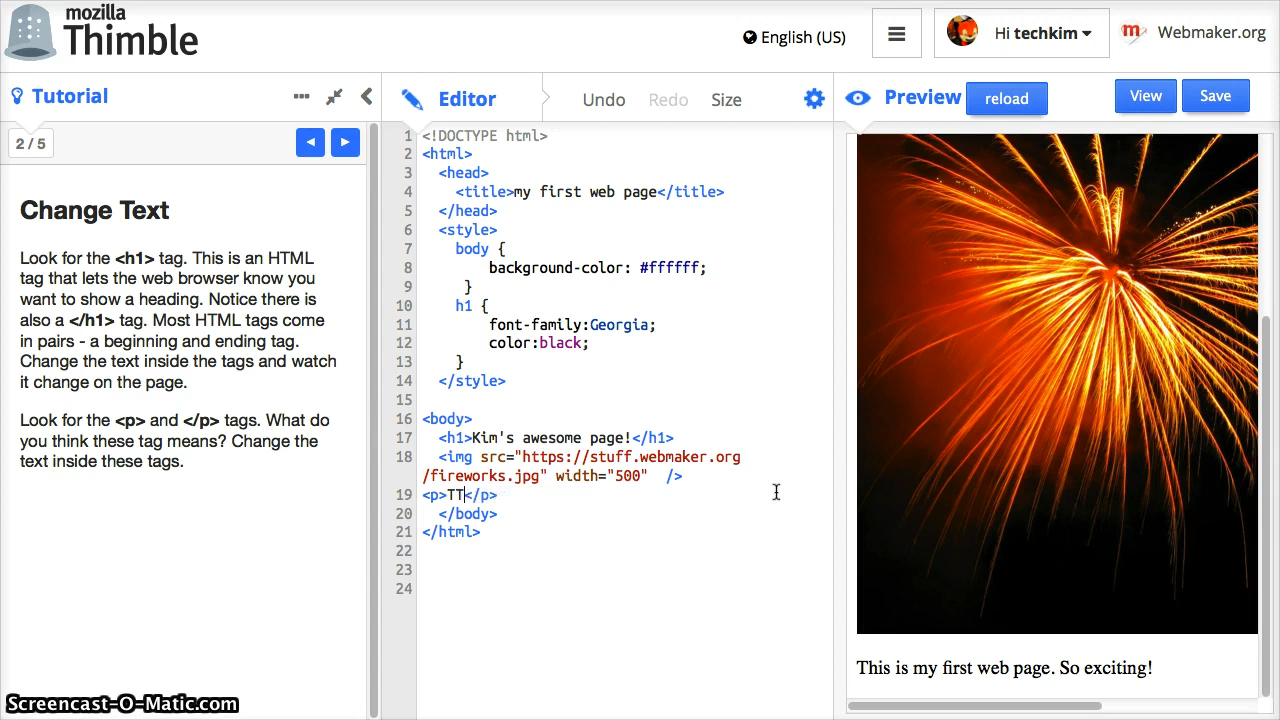 mozilla
Thimble
English (US)
Hi techkim
Webmaker.org
Tutorial
Editor
Undo
Redo
Size
Preview
reload
View
Save
2 / 5
Change Text
Look for the <h1> tag. This is an HTML
tag that lets the web browser know you
want to show a heading. Notice there is
also a </h1> tag. Most HTML tags come
in pairs - a beginning and ending tag.
Change the text inside the tags and watch
it change on the page.
Look for the <p> and </p> tags. What do
you think these tag means? Change the
text inside these tags.
1 <!DOCTYPE html>
2 <html>
3 <head>
4 <title>my first web page</title>
5 </head>
6 <style>
7 body {
8 background-color: #ffffff;
9 }
10 h1 {
11 font-family:Georgia;
12 color:black;
13 }
14 </style>
15
16 <body>
17 <h1>Kim's awesome page!</h1>
18 <img src="https://stuff.webmaker.org
/fireworks.jpg" width="500" />
19 <p>TT</p>
20 </body>
21 </html>
22
23
24
This is my first web page. So exciting!
Screencast-O-Matic.com